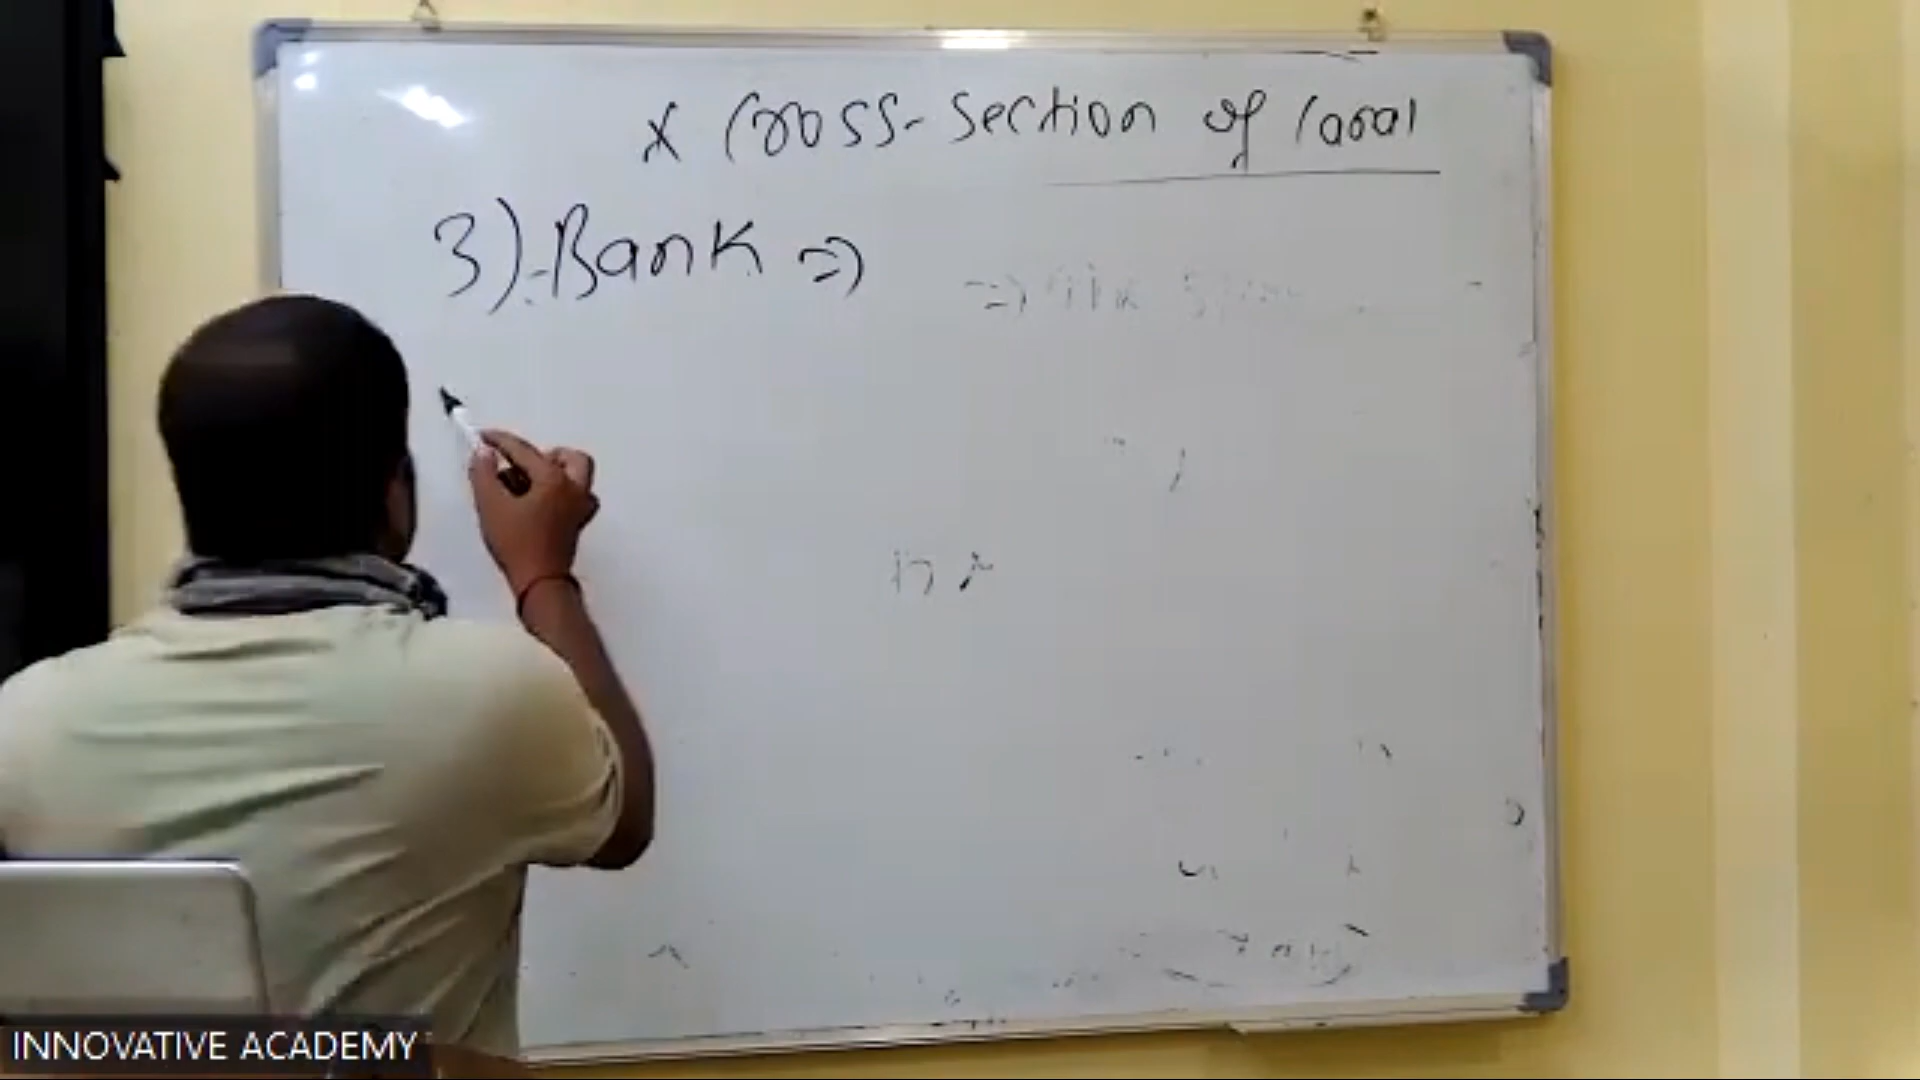 x Cross-section of Canal
3) Bank =>
=>
INNOVATIVE ACADEMY